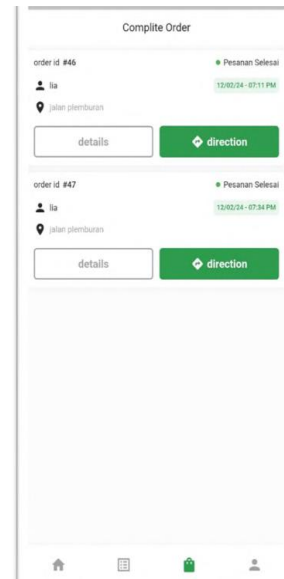 Complite Order
order id #46 Pesanan Selesai
lia 12/02/24 - 07:11 PM
jalan plemburan
details direction
order id #47 Pesanan Selesai
lia 12/02/24 - 07:34 PM
jalan plemburan
details direction